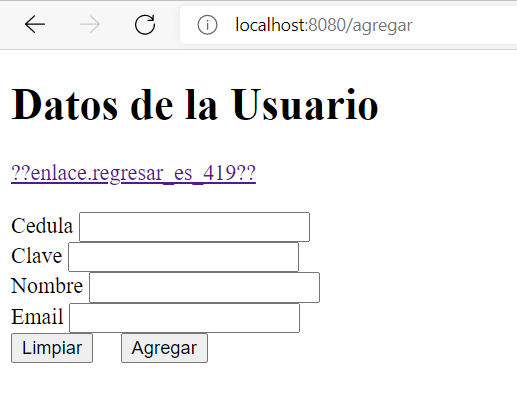 localhost:8080/agregar
Datos de la Usuario
??enlace.regresar_es_419??
Cedula
Clave
Nombre
Email
Limpiar Agregar